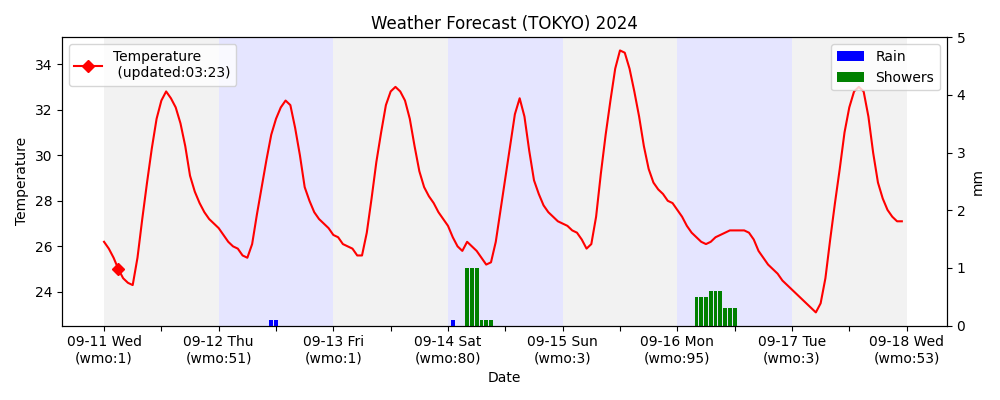 Weather Forecast (TOKYO) 2024
Temperature
(updated:03:23)
Rain
Showers
Temperature
34
32
30
28
26
24
5
4
3
2
1
0
mm
09-11 Wed
(wmo:1)
09-12 Thu
(wmo:51)
09-13 Fri
(wmo:1)
09-14 Sat
(wmo:80)
09-15 Sun
(wmo:3)
09-16 Mon
(wmo:95)
09-17 Tue
(wmo:3)
09-18 Wed
(wmo:53)
Date